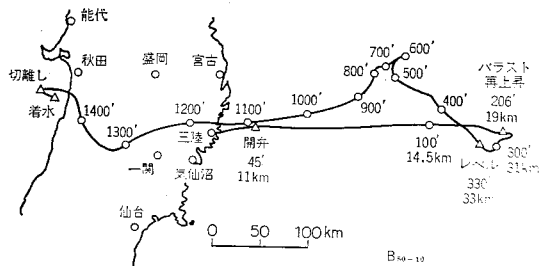 能代
秋田
盛岡
宮古
切離し
着水
1400'
1300'
1200'
1100'
1000'
900'
800'
700'
600'
500'
400'
バラスト
再上昇
206'
19km
三陸
開弁
45'
11km
100'
14.5km
レベル
330'
33km
300'
31km
一関
気仙沼
仙台
0 50 100km
B80-10